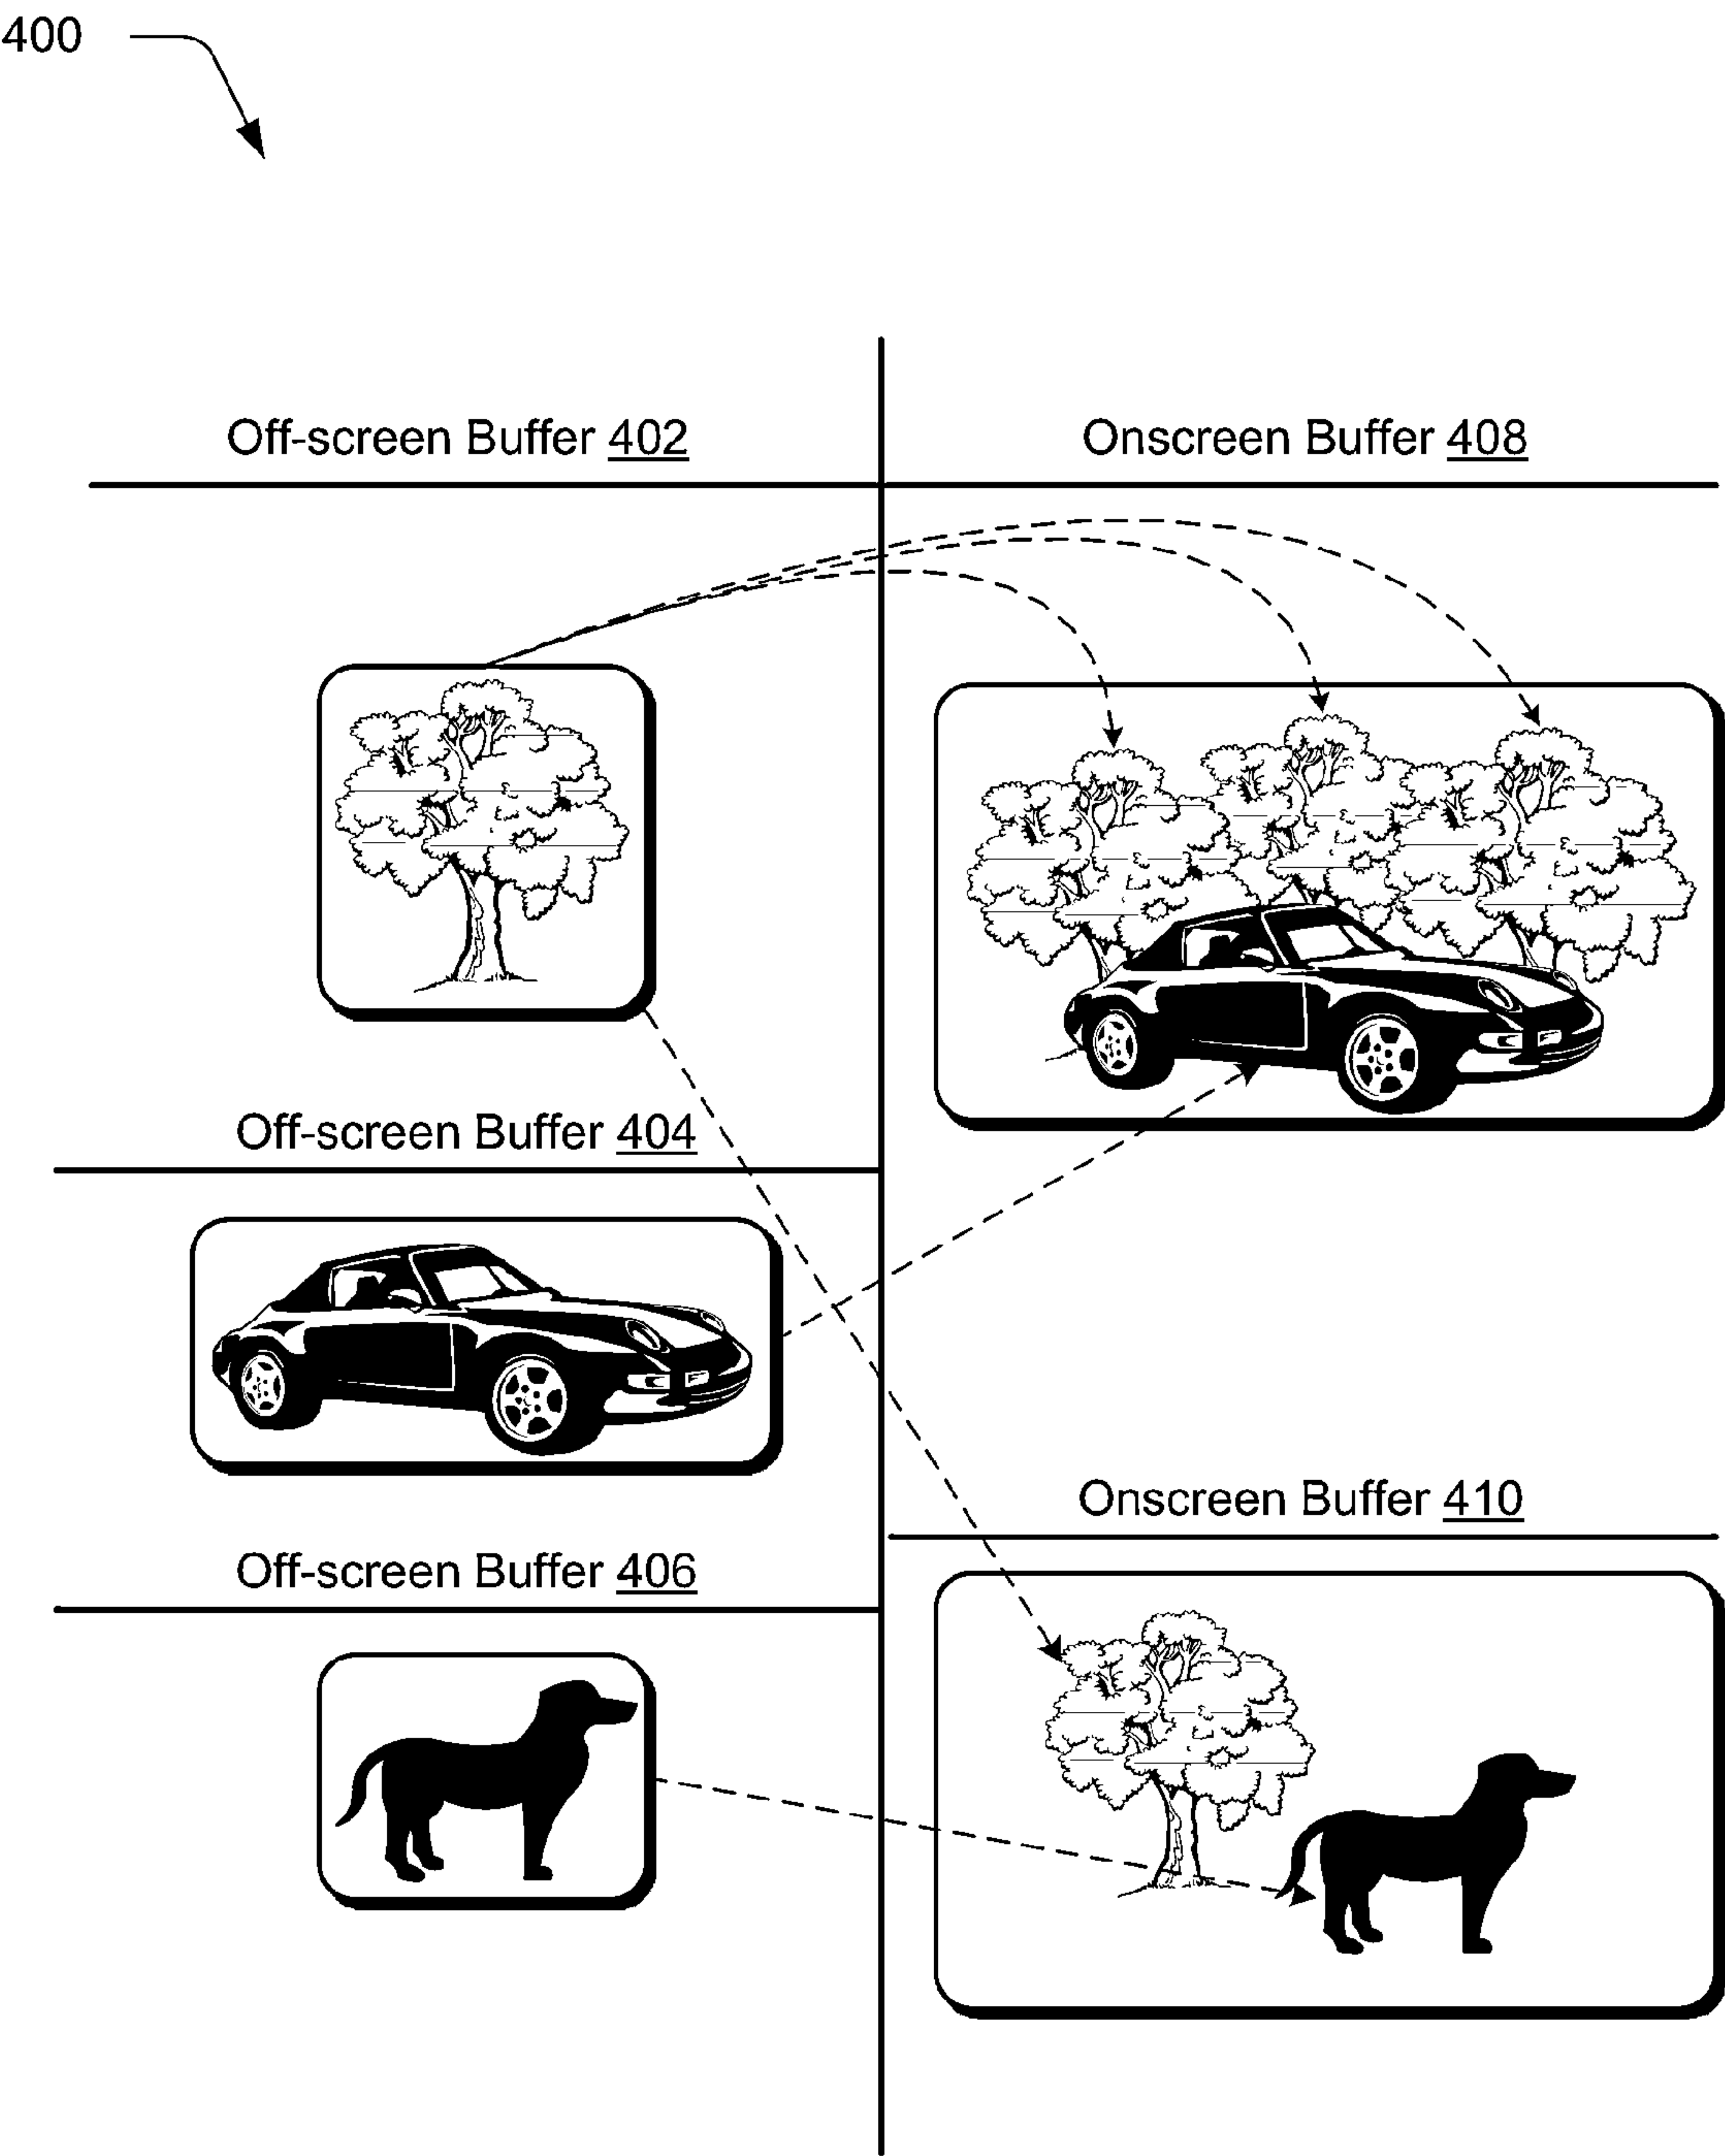 400
Off-screen Buffer 402
Onscreen Buffer 408
Off-screen Buffer 404
Onscreen Buffer 410
Off-screen Buffer 406